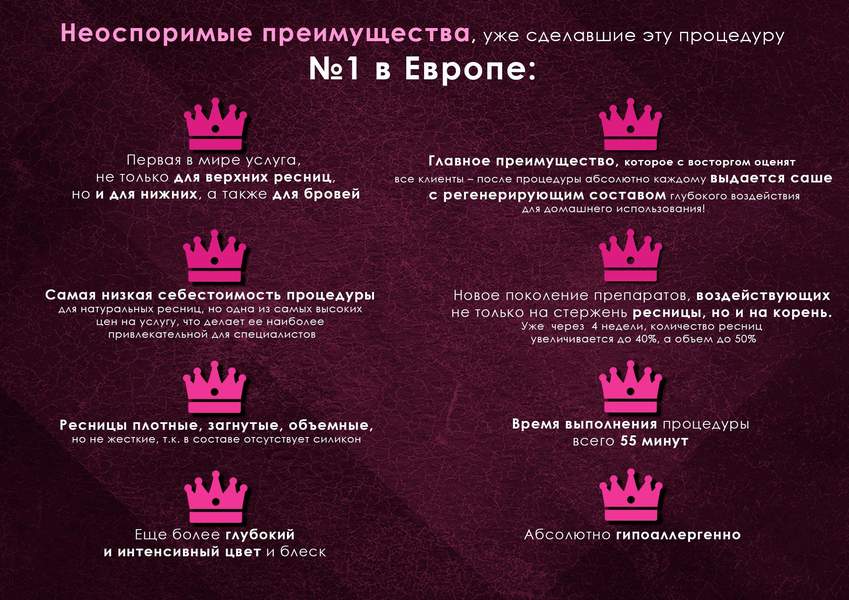 Неоспоримые преимущества, уже сделавшие эту процедуру
№1 в Европе:
Первая в мире услуга,
не только для верхних ресниц,
но и для нижних, а также для бровей
Главное преимущество, которое с восторгом оценят
все клиенты – после процедуры абсолютно каждому выдается саше
с регенерирующим составом глубокого воздействия
для домашнего использования!
Самая низкая себестоимость процедуры
для натуральных ресниц, но одна из самых высоких
цен на услугу, что делает ее наиболее
привлекательной для специалистов
Новое поколение препаратов, воздействующих
не только на стержень ресницы, но и на корень.
Уже через 4 недели, количество ресниц
увеличивается до 40%, а объем до 50%
Ресницы плотные, загнутые, объемные,
но не жесткие, т.к. в составе отсутствует силикон
Время выполнения процедуры
всего 55 минут
Еще более глубокий
и интенсивный цвет и блеск
Абсолютно гипоаллергенно